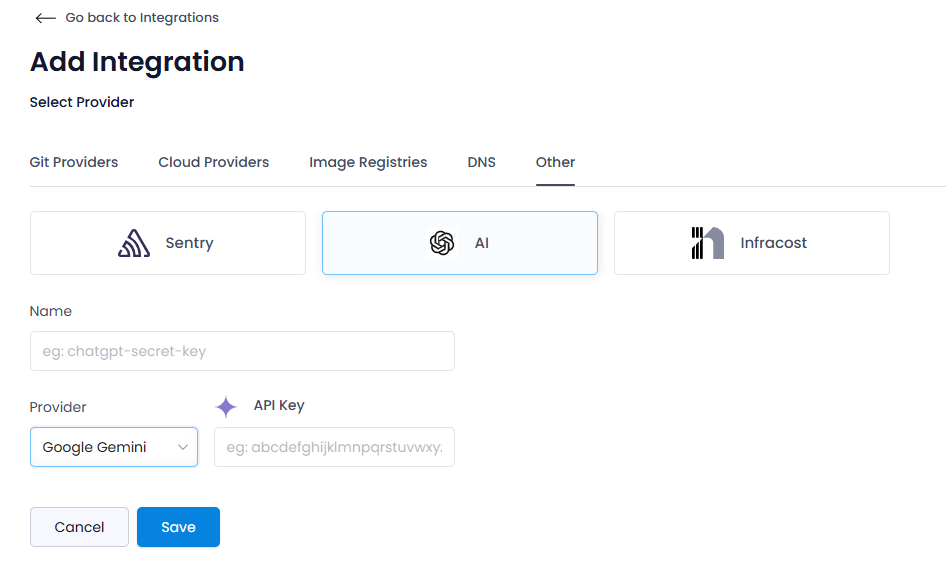 Go back to Integrations
Add Integration
Select Provider
Git Providers Cloud Providers Image Registries DNS Other
Sentry AI Infracost
Name
eg: chatgpt-secret-key
Provider API Key
Google Gemini eg: abcdefghijklmnpqrstuvwxy:
Cancel Save